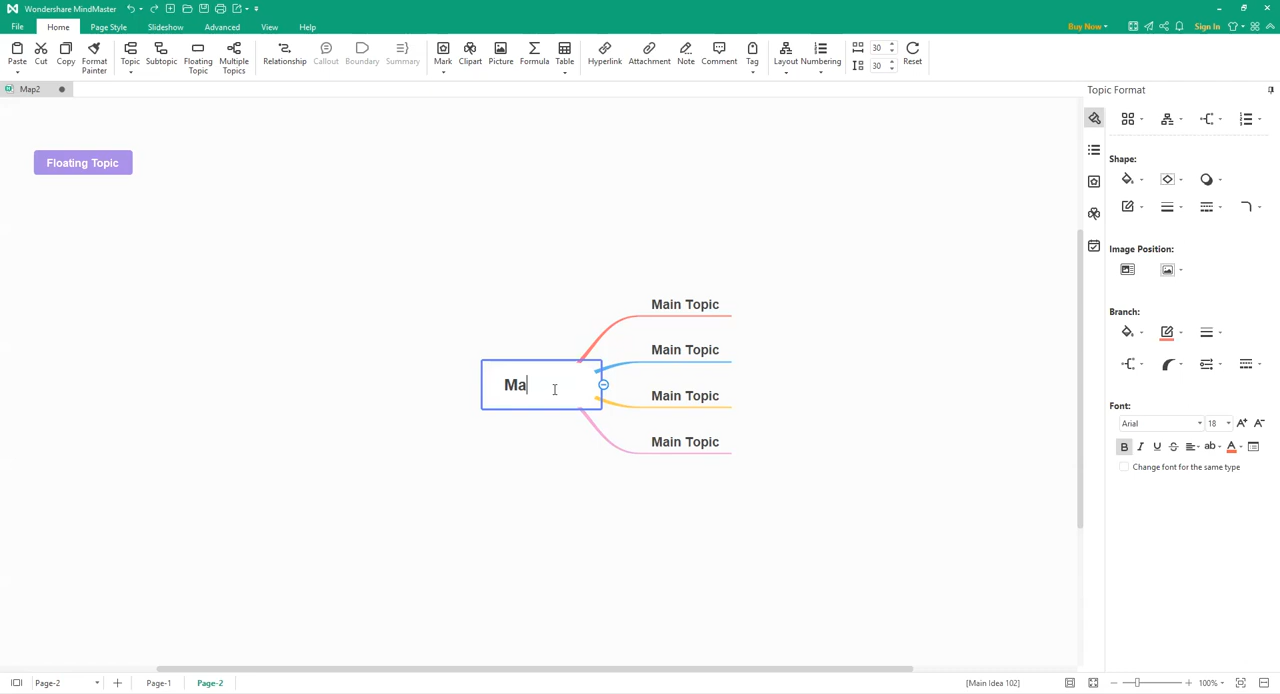 Wondershare MindMaster
File Home Page Style Slideshow Advanced View Help Buy Now Sign In
Paste Cut Copy Format Painter Topic Subtopic Floating Topic Multiple Topics Relationship Callout Boundary Summary Mark Clipart Picture Formula Table Hyperlink Attachment Note Comment Tag Layout Numbering 30 30 Reset
Map2
Topic Format
Floating Topic
Shape:
Image Position:
Main Topic
Branch:
Main Topic
Ma
Main Topic
Font:
Arial 18
Main Topic
B I U S ab A
Change font for the same type
Page-2 Page-1 Page-2 [Main Idea 102] 100%